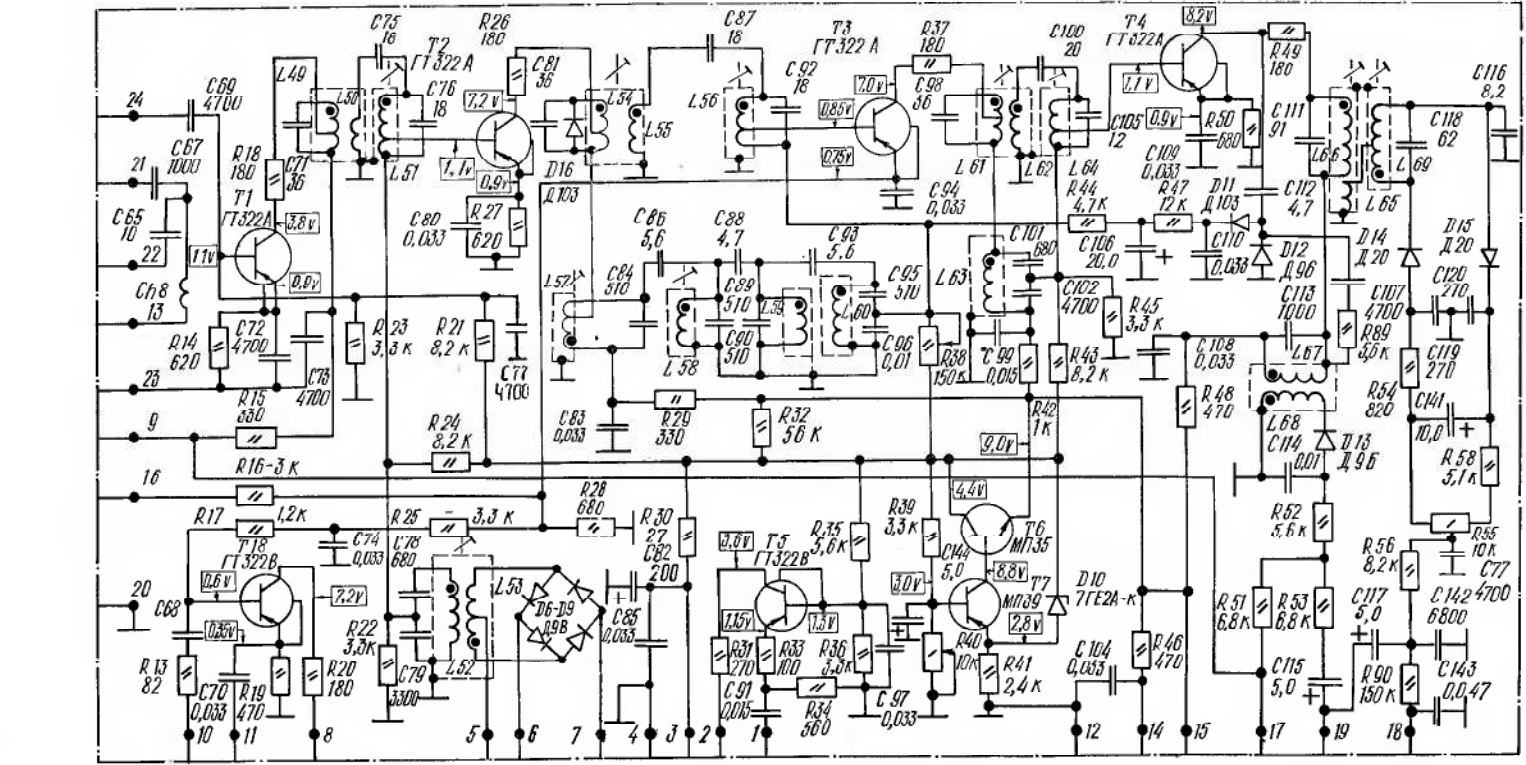 C75
18
R26
180
C87
18
T3
ГТ322А
R37
180
C100
20
T4
ГТ322А
8,2v
R49
180
T2
ГТ322А
C81
36
L49
L50
C76
18
L54
L55
L56
C92
18
7,0v
C98
36
C116
8,2
C69
4700
24
7,2v
0,85v
1,7v
0,9v
R50
680
C111
91
C118
62
C67
1000
21
R18
180
C71
36
L51
1,1v
0,9v
D16
Д103
0,75v
L61
L62
L64
C105
12
C109
0,033
L66
L69
L65
T1
ГТ322А
C65
10
22
3,8v
C80
0,033
R27
620
C94
0,033
R44
4,7к
R47
12к
D11
Д103
C112
4,7
C86
5,6
C88
4,7
C93
5,6
C101
680
C106
20,0
C110
0,033
D12
Д9Б
D14
Д20
D15
Д20
L57
C84
510
C89
510
L59
L60
C95
510
L63
C102
4700
C113
1000
C107
4700
C120
270
13
R14
620
C72
4700
R23
3,3к
R21
8,2к
C77
4700
L58
C90
510
C96
0,01
R38
150к
C99
0,015
R43
8,2к
R45
3,3к
C108
0,033
L67
R89
3,6к
C119
270
23
C73
4700
R15
330
R48
470
R54
820
9
R24
8,2к
C83
0,033
R29
330
R32
56к
R42
1к
9,0v
L68
C114
0,01
D13
Д9Б
C141
10,0
R58
5,1к
R16-3к
16
R17
1,2к
R25
3,3к
R28
680
R30
27
C82
200
4,4v
R39
3,3к
R35
5,6к
R52
5,6к
R55
10к
T18
ГТ322В
C74
0,033
C78
680
3,6v
T5
ГТ322В
C144
5,0
T6
МП35
8,8v
R56
8,2к
C77
4700
20
0,6v
7,2v
L53
D6-D9
Д9В
C85
0,033
3,0v
T7
МП39
D10
7ГЕ2А-К
C117
5,0
C142
6800
C68
0,35v
R22
3,3к
1,15v
1,3v
2,8v
R51
6,8к
R53
6,8к
R13
82
C70
0,033
R19
470
R20
180
C79
3300
L52
R31
270
R33
100
R36
3,3к
R40
10к
R41
2,4к
C104
0,033
R46
470
C115
5,0
R90
150к
C143
0,047
C91
0,015
R34
560
C97
0,033
10
11
8
5
6
7
4
3
2
1
12
14
15
17
19
18